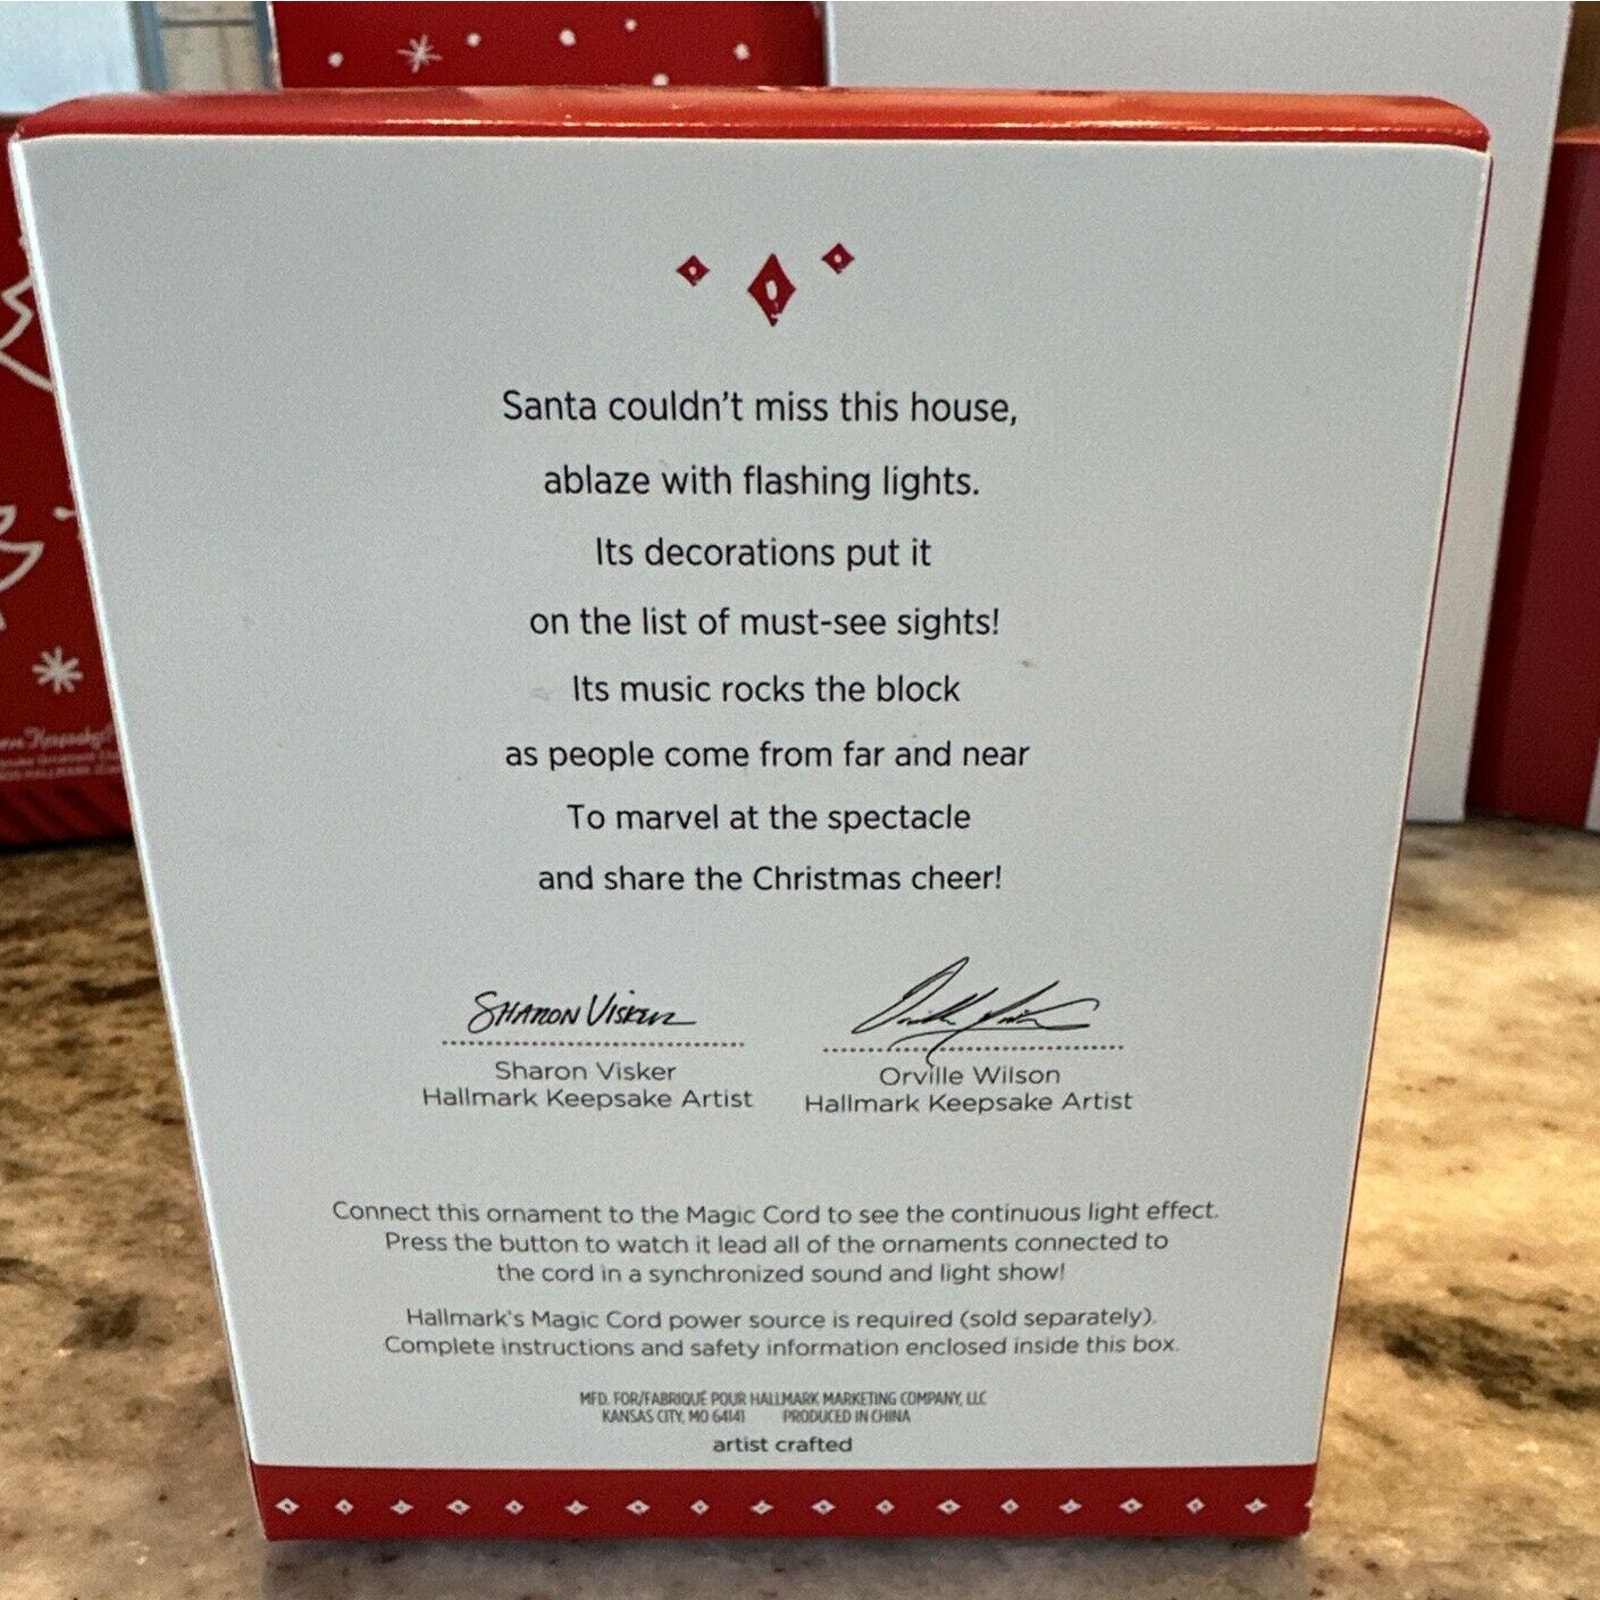 Santa couldn't miss this house,
ablaze with flashing lights.
Its decorations put it
on the list of must-see sights!
Its music rocks the block
as people come from far and near
To marvel at the spectacle
and share the Christmas cheer!
SHARON VISKER
Sharon Visker
Hallmark Keepsake Artist
Orville Wilson
Hallmark Keepsake Artist
Connect this ornament to the Magic Cord to see the continuous light effect.
Press the button to watch it lead all of the ornaments connected to
the cord in a synchronized sound and light show!
Hallmark's Magic Cord power source is required (sold separately).
Complete instructions and safety information enclosed inside this box.
MFD. FOR/FABRIQUÉ POUR HALLMARK MARKETING COMPANY, LLC
KANSAS CITY, MO 64141 PRODUCED IN CHINA
artist crafted